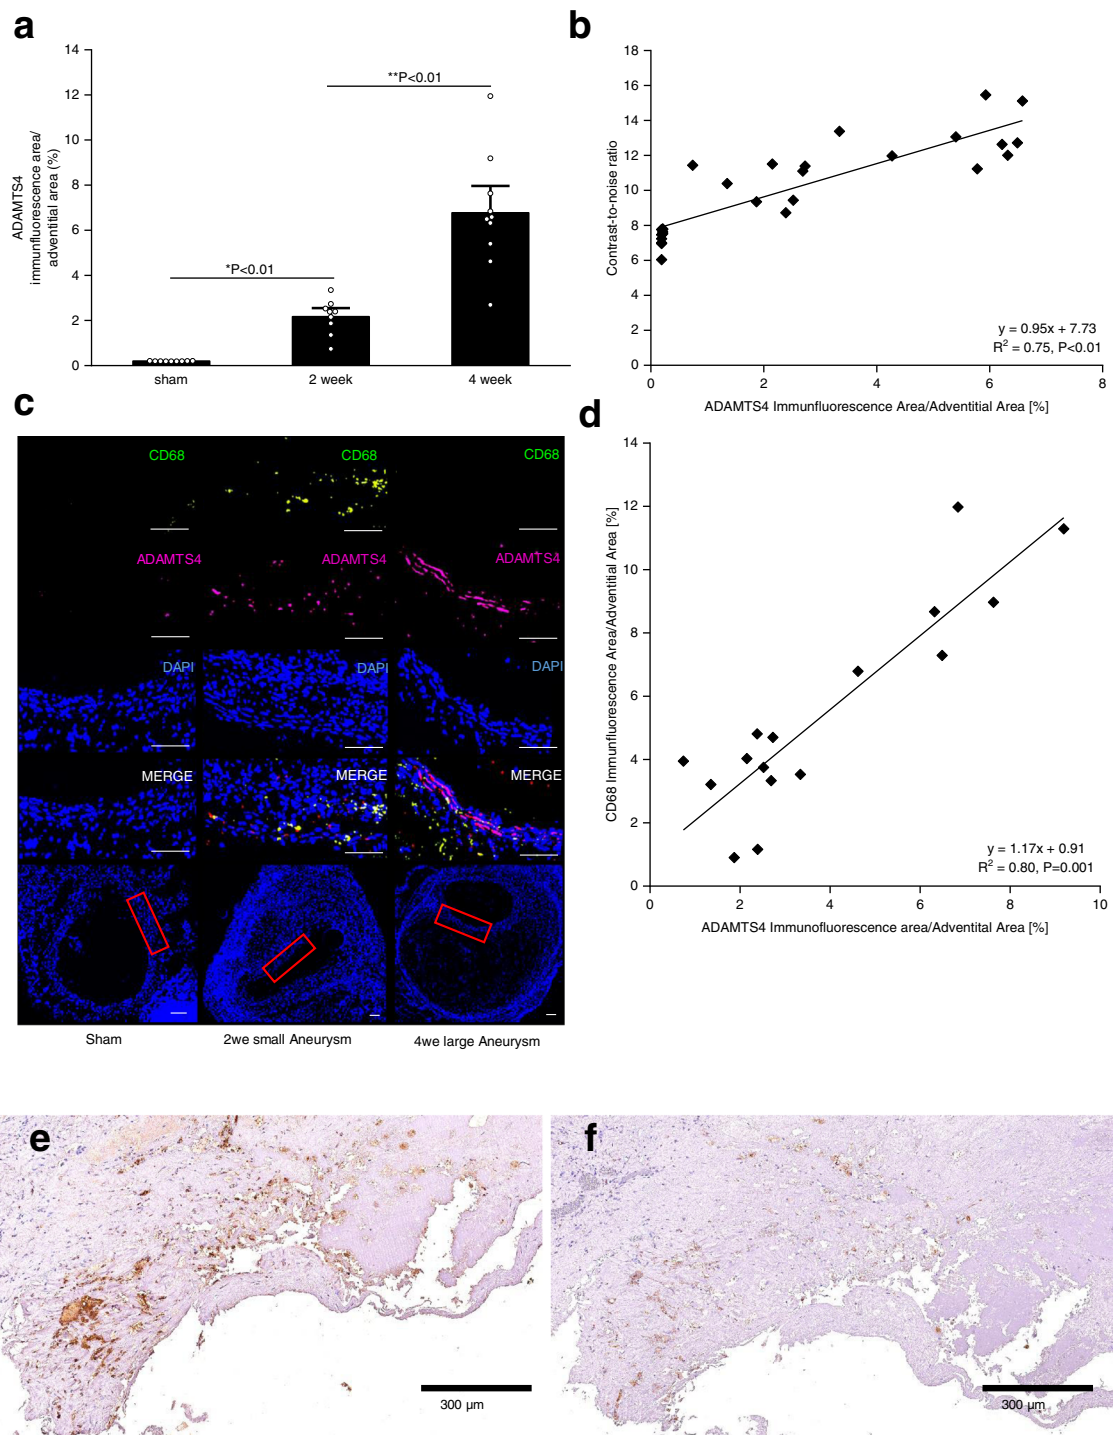 a
14
12
10
8
6
4
2
0
ADAMTS4
immunfluorescence area/
adventitial area (%)
*P<0.01
**P<0.01
sham
2 week
4 week
b
18
16
14
12
10
8
6
4
2
0
Contrast-to-noise ratio
y = 0.95x + 7.73
R² = 0.75, P<0.01
0
2
4
6
8
ADAMTS4 Immunfluorescence Area/Adventitial Area [%]
c
CD68
CD68
CD68
ADAMTS4
ADAMTS4
ADAMTS4
DAPI
DAPI
DAPI
MERGE
MERGE
MERGE
Sham
2we small Aneurysm
4we large Aneurysm
d
14
12
10
8
6
4
2
0
CD68 Immunfluorescence Area/Adventitial Area [%]
y = 1.17x + 0.91
R² = 0.80, P=0.001
0
2
4
6
8
10
ADAMTS4 Immunofluorescence area/Adventital Area [%]
e
300 µm
f
300 µm